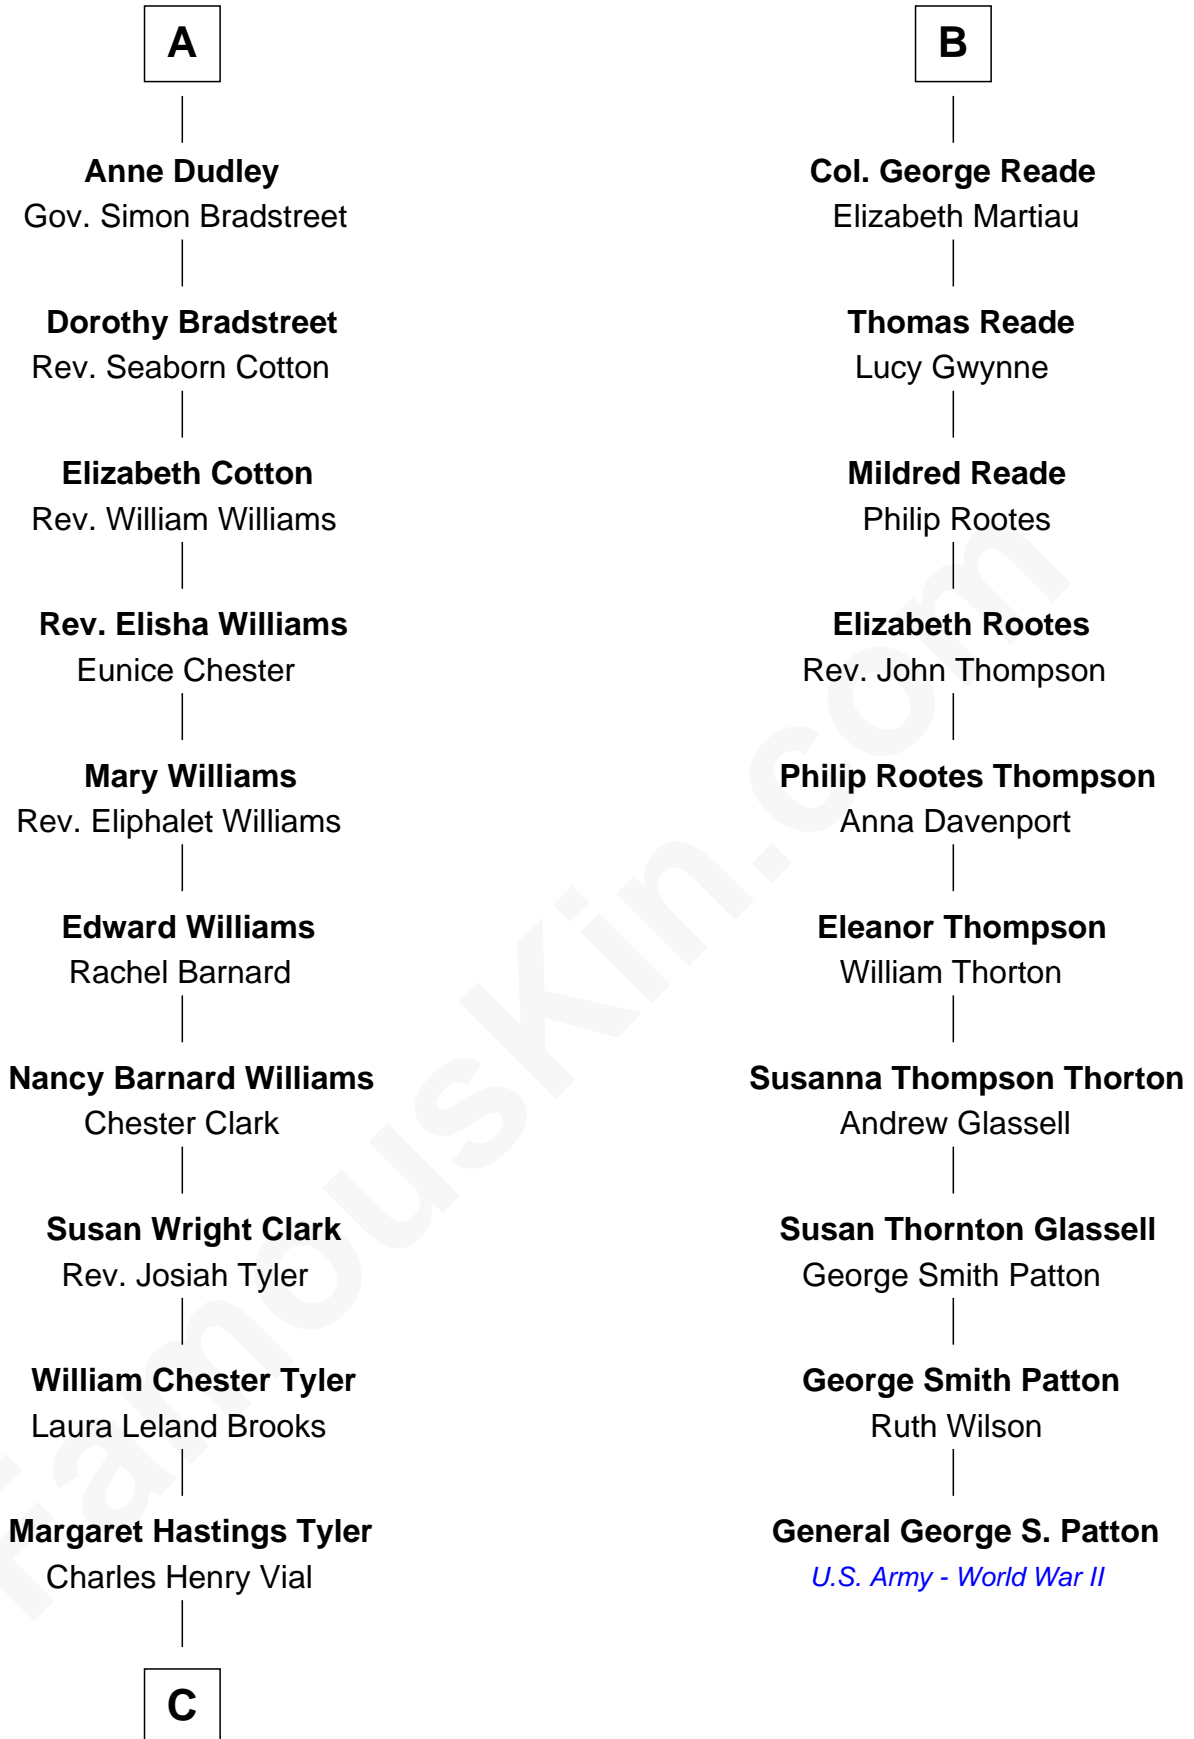 A
Anne Dudley
Gov. Simon Bradstreet
Dorothy Bradstreet
Rev. Seaborn Cotton
Elizabeth Cotton
Rev. William Williams
Rev. Elisha Williams
Eunice Chester
Mary Williams
Rev. Eliphalet Williams
Edward Williams
Rachel Barnard
Nancy Barnard Williams
Chester Clark
Susan Wright Clark
Rev. Josiah Tyler
William Chester Tyler
Laura Leland Brooks
Margaret Hastings Tyler
Charles Henry Vial
C
B
Col. George Reade
Elizabeth Martiau
Thomas Reade
Lucy Gwynne
Mildred Reade
Philip Rootes
Elizabeth Rootes
Rev. John Thompson
Philip Rootes Thompson
Anna Davenport
Eleanor Thompson
William Thorton
Susanna Thompson Thorton
Andrew Glassell
Susan Thornton Glassell
George Smith Patton
George Smith Patton
Ruth Wilson
General George S. Patton
U.S. Army - World War II
FamousKin.com